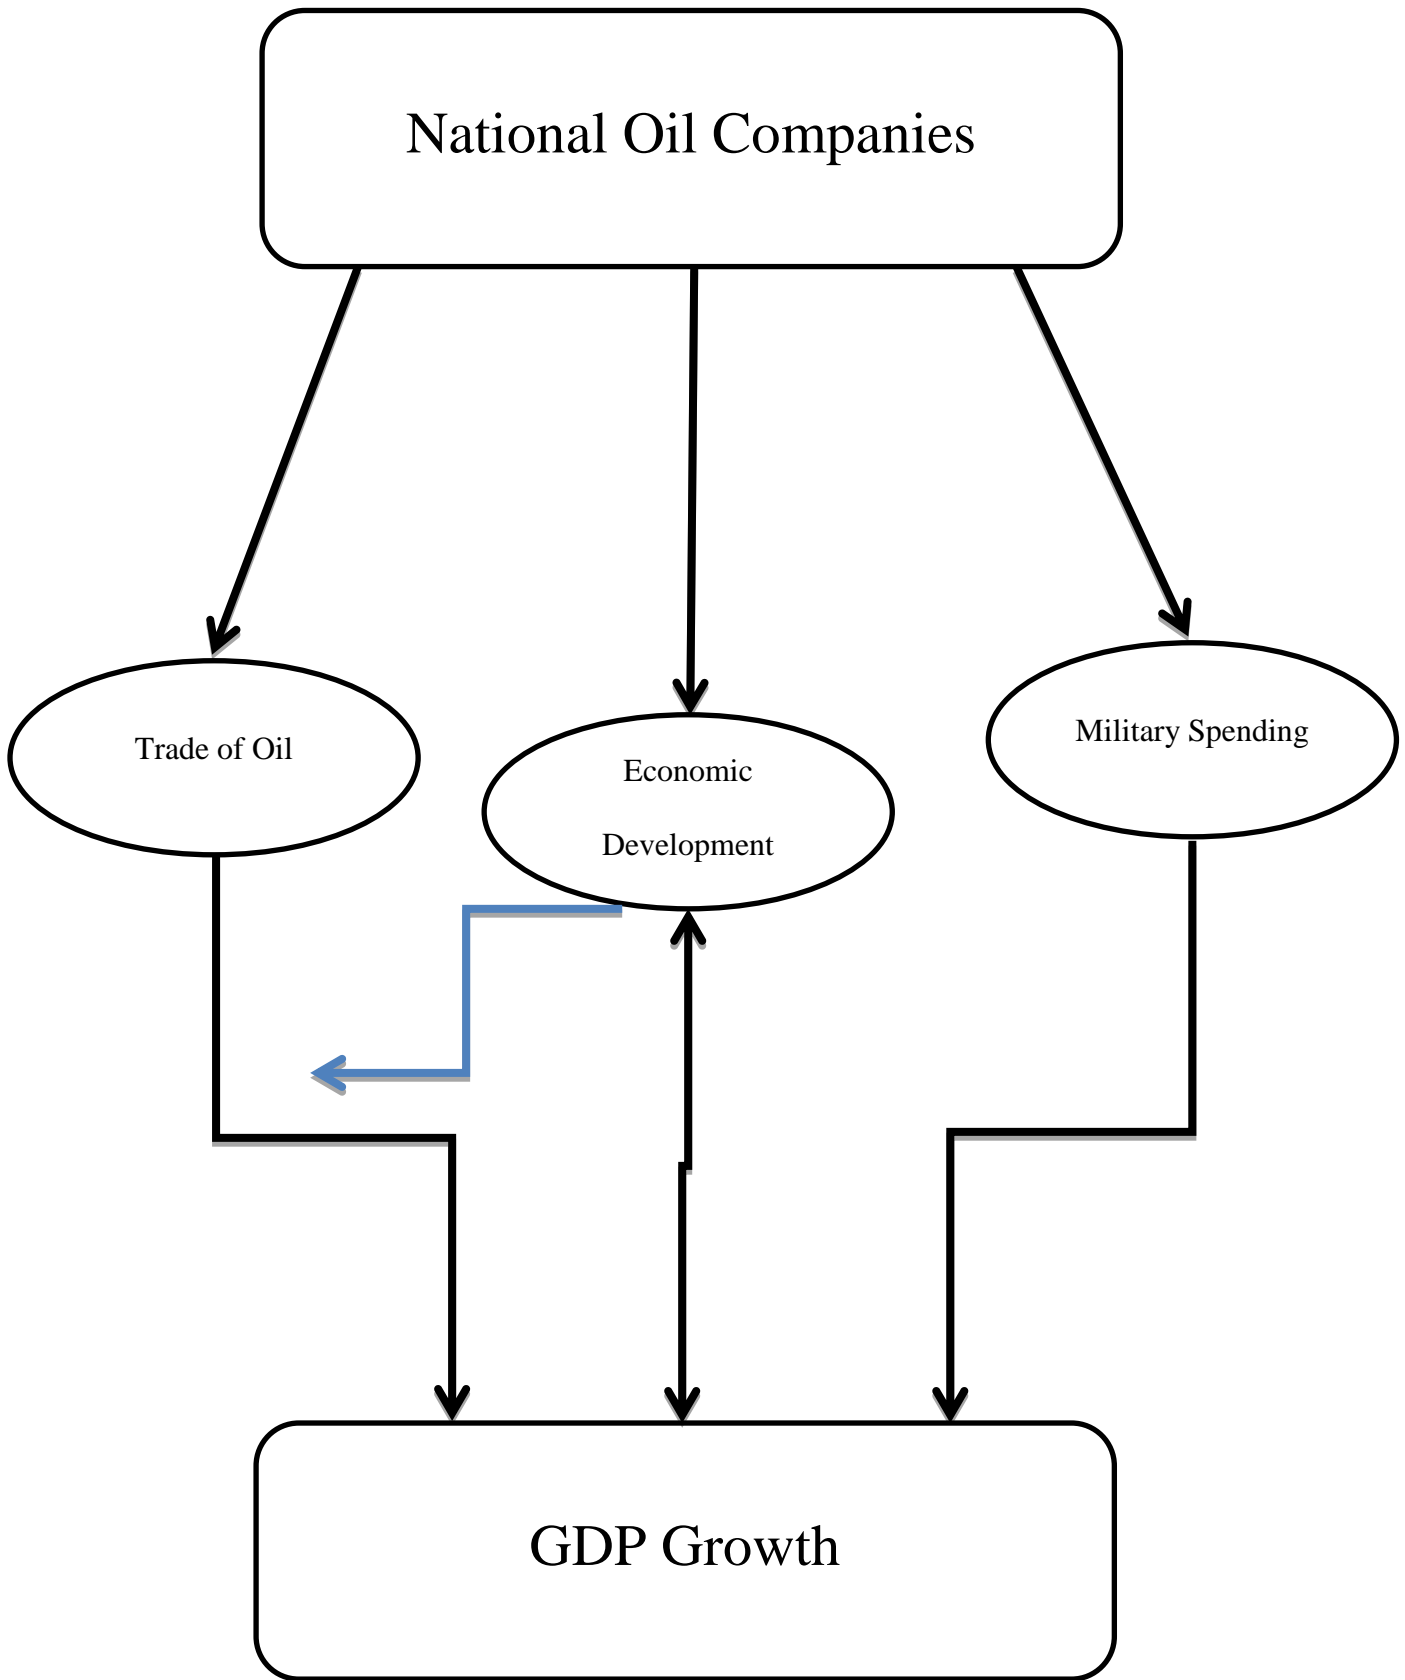 National Oil Companies
Trade of Oil
Economic
Development
Military Spending
GDP Growth